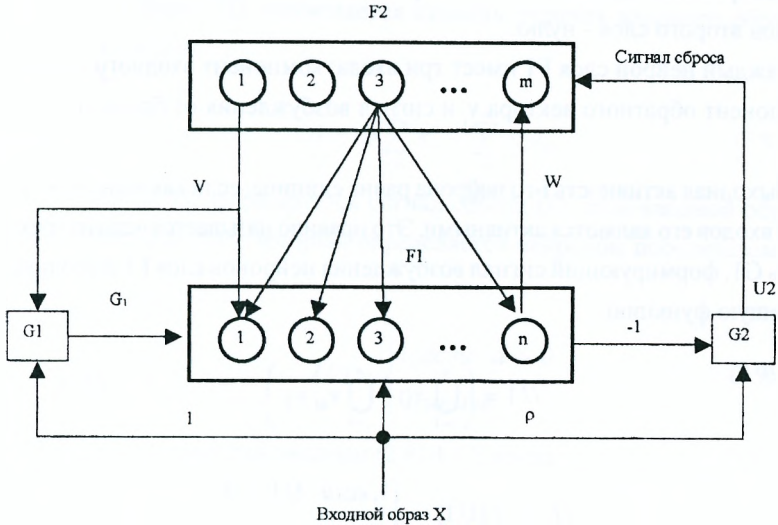 F2
1 2 3 ... m
Сигнал сброса
V
W
F1
U2
G1
G₁
1 2 3 ... n
-1
G2
1
ρ
Входной образ X